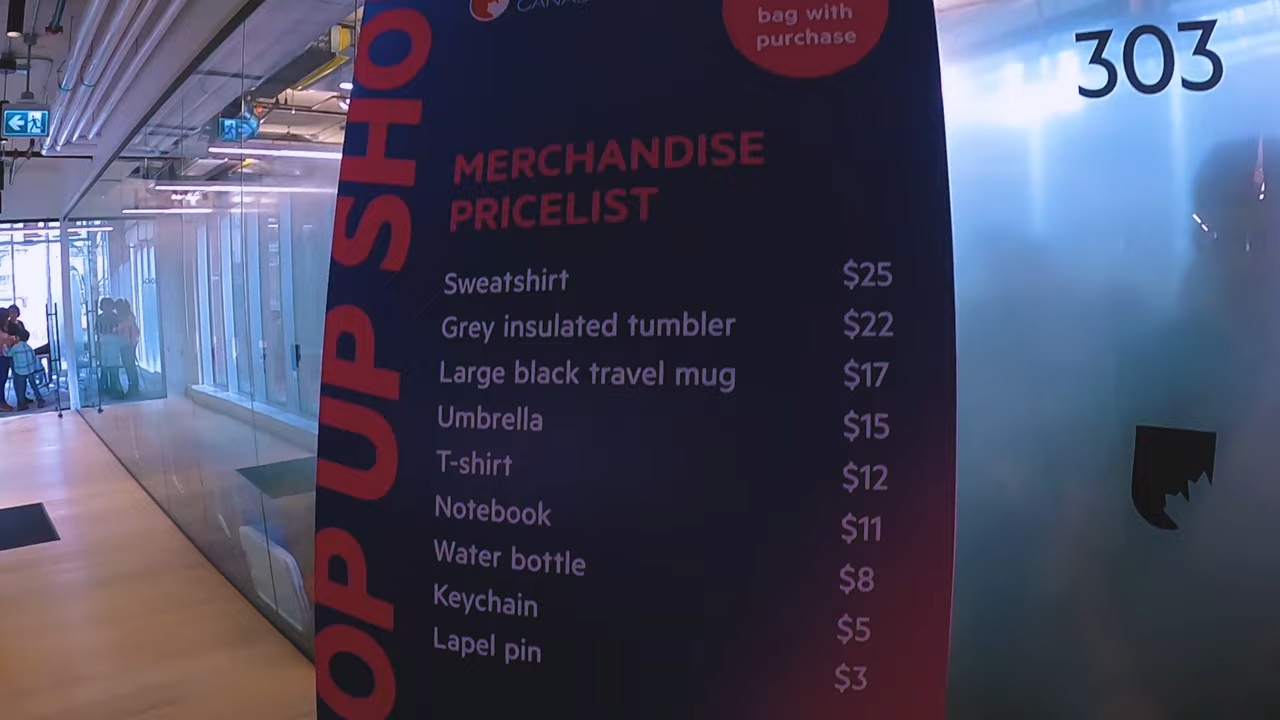 bag with
purchase
303
OP UP SHO
MERCHANDISE
PRICELIST
Sweatshirt $25
Grey insulated tumbler $22
Large black travel mug $17
Umbrella $15
T-shirt $12
Notebook $11
Water bottle $8
Keychain $5
Lapel pin $3